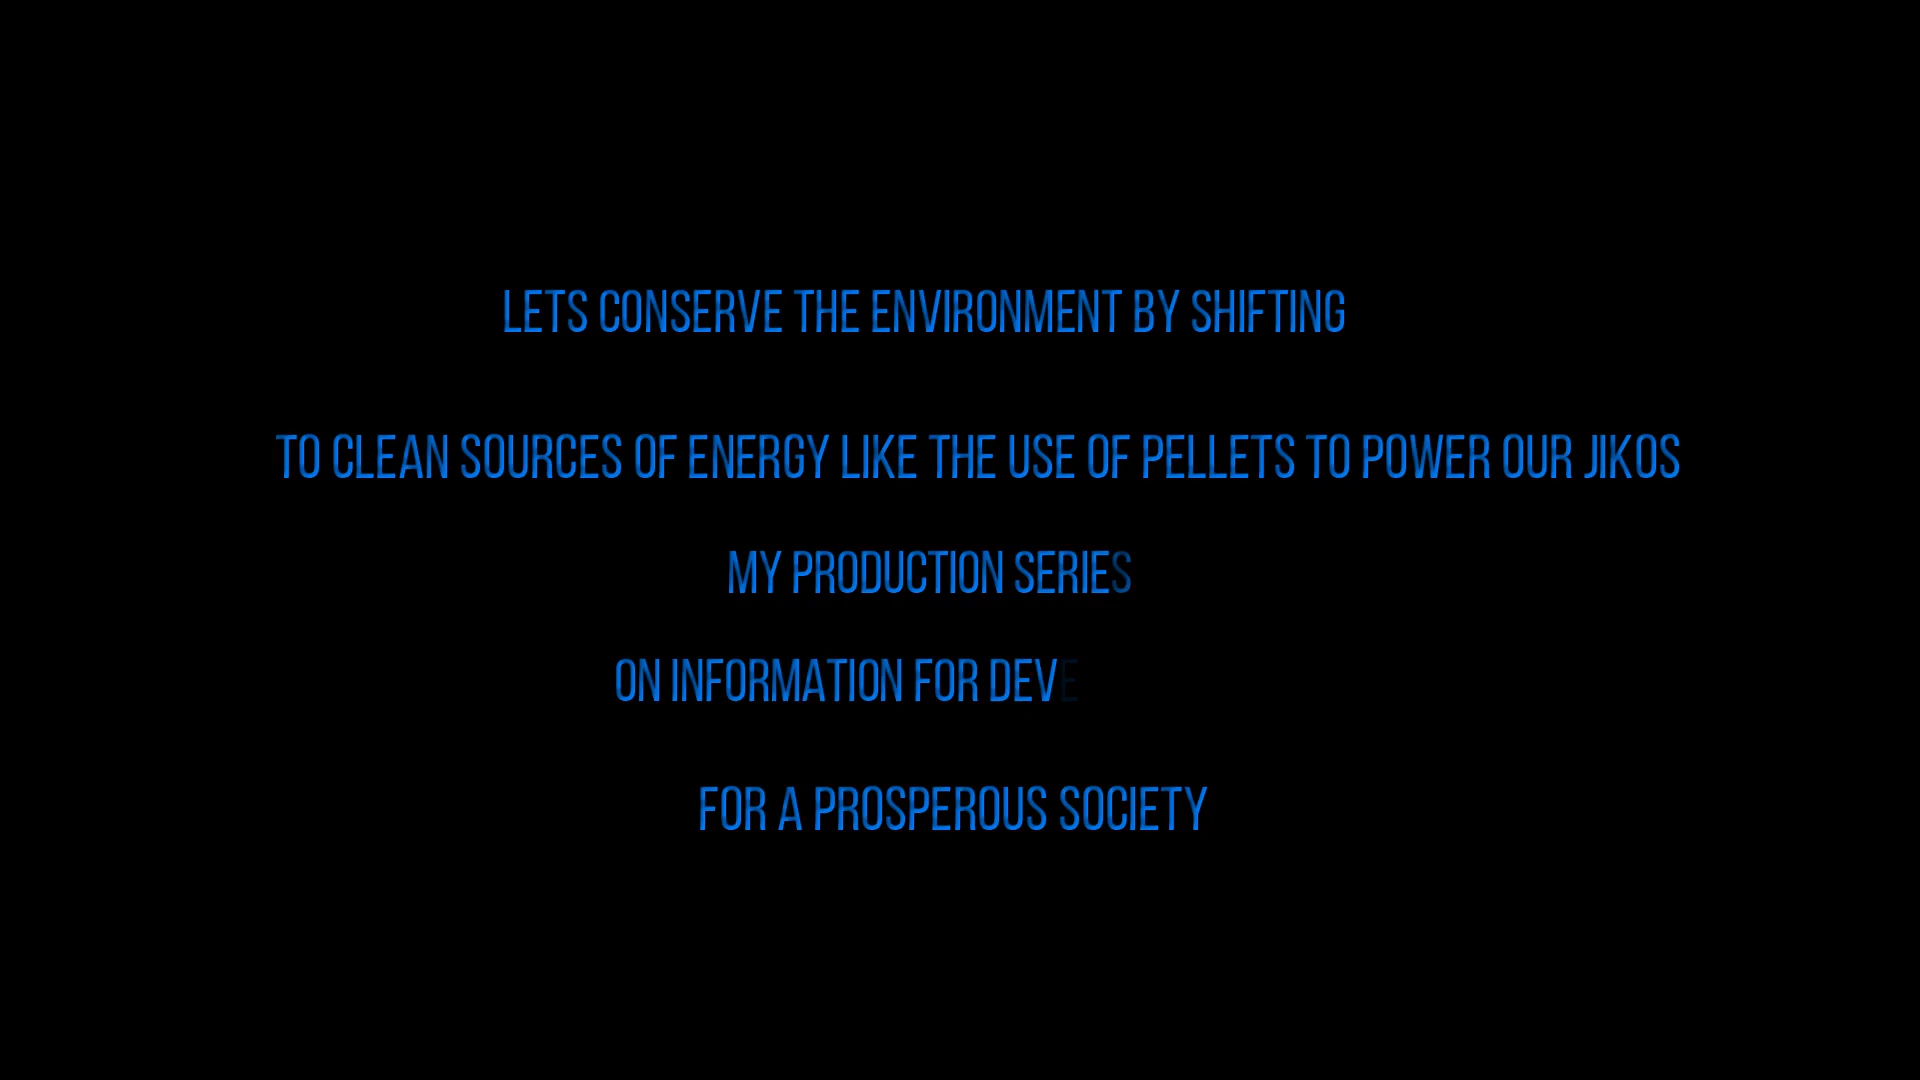 LETS CONSERVE THE ENVIRONMENT BY SHIFTING
TO CLEAN SOURCES OF ENERGY LIKE THE USE OF PELLETS TO POWER OUR JIKOS
MY PRODUCTION SERIES
ON INFORMATION FOR DEVE
FOR A PROSPEROUS SOCIETY